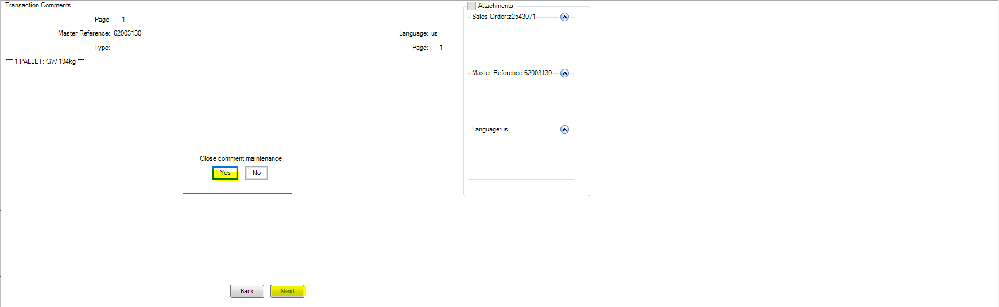 Transaction Comments
Page: 1
Master Reference: 62003130
Language: us
Type:
Page: 1
*** 1 PALLET: GW 194kg ***
Close comment maintenance
Yes No
Back Next
Attachments
Sales Order:z2543071
Master Reference:62003130
Language:us